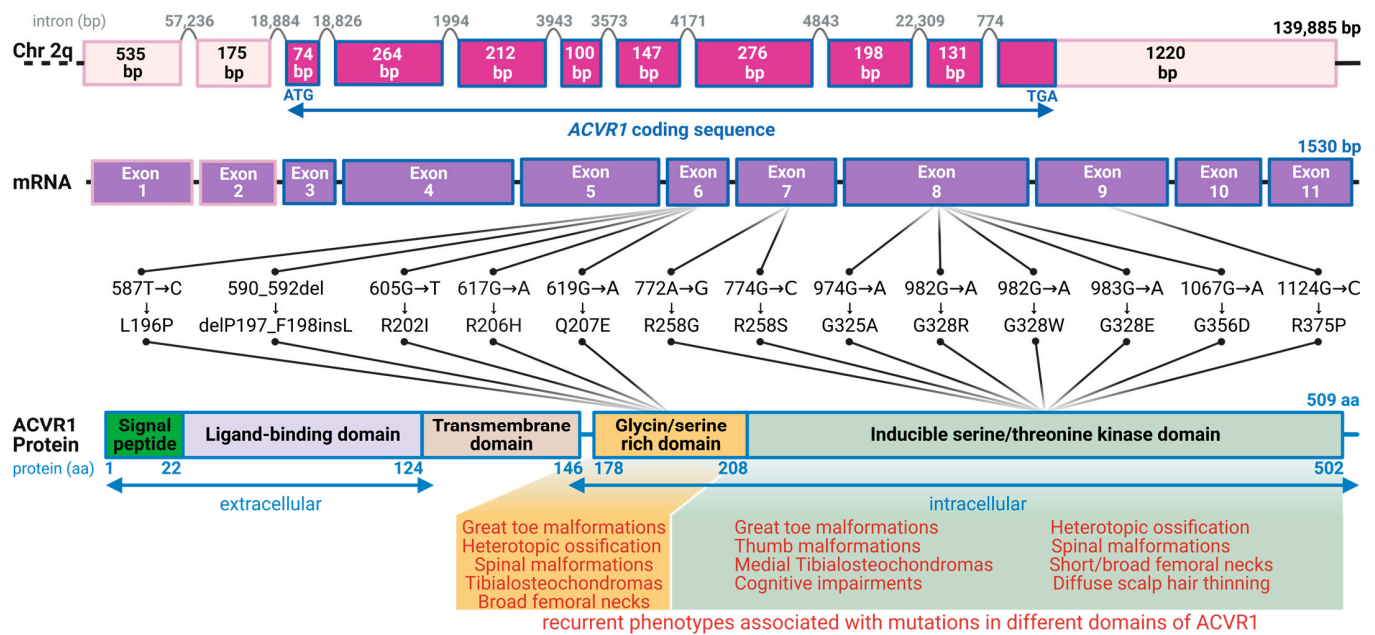 intron (bp) 57,236 18,884 18,826 1994 3943 3573 4171 4843 22,309 774
139,885 bp
Chr 2q
535 bp
175 bp
74 bp
264 bp
212 bp
100 bp
147 bp
276 bp
198 bp
131 bp
1220 bp
ATG TGA
ACVR1 coding sequence
1530 bp
mRNA
Exon 1
Exon 2
Exon 3
Exon 4
Exon 5
Exon 6
Exon 7
Exon 8
Exon 9
Exon 10
Exon 11
587T→C 590_592del 605G→T 617G→A 619G→A 772A→G 774G→C 974G→A 982G→A 982G→A 983G→A 1067G→A 1124G→C
↓ ↓ ↓ ↓ ↓ ↓ ↓ ↓ ↓ ↓ ↓ ↓ ↓
L196P delP197_F198insL R202I R206H Q207E R258G R258S G325A G328R G328W G328E G356D R375P
509 aa
ACVR1
Protein
Signal
peptide
Ligand-binding domain
Transmembrane
domain
Glycin/serine
rich domain
Inducible serine/threonine kinase domain
protein (aa) 1 22 124 146 178 208 502
extracellular intracellular
Great toe malformations
Heterotopic ossification
Spinal malformations
Tibialosteochondromas
Broad femoral necks
Great toe malformations
Thumb malformations
Medial Tibialosteochondromas
Cognitive impairments
Heterotopic ossification
Spinal malformations
Short/broad femoral necks
Diffuse scalp hair thinning
recurrent phenotypes associated with mutations in different domains of ACVR1